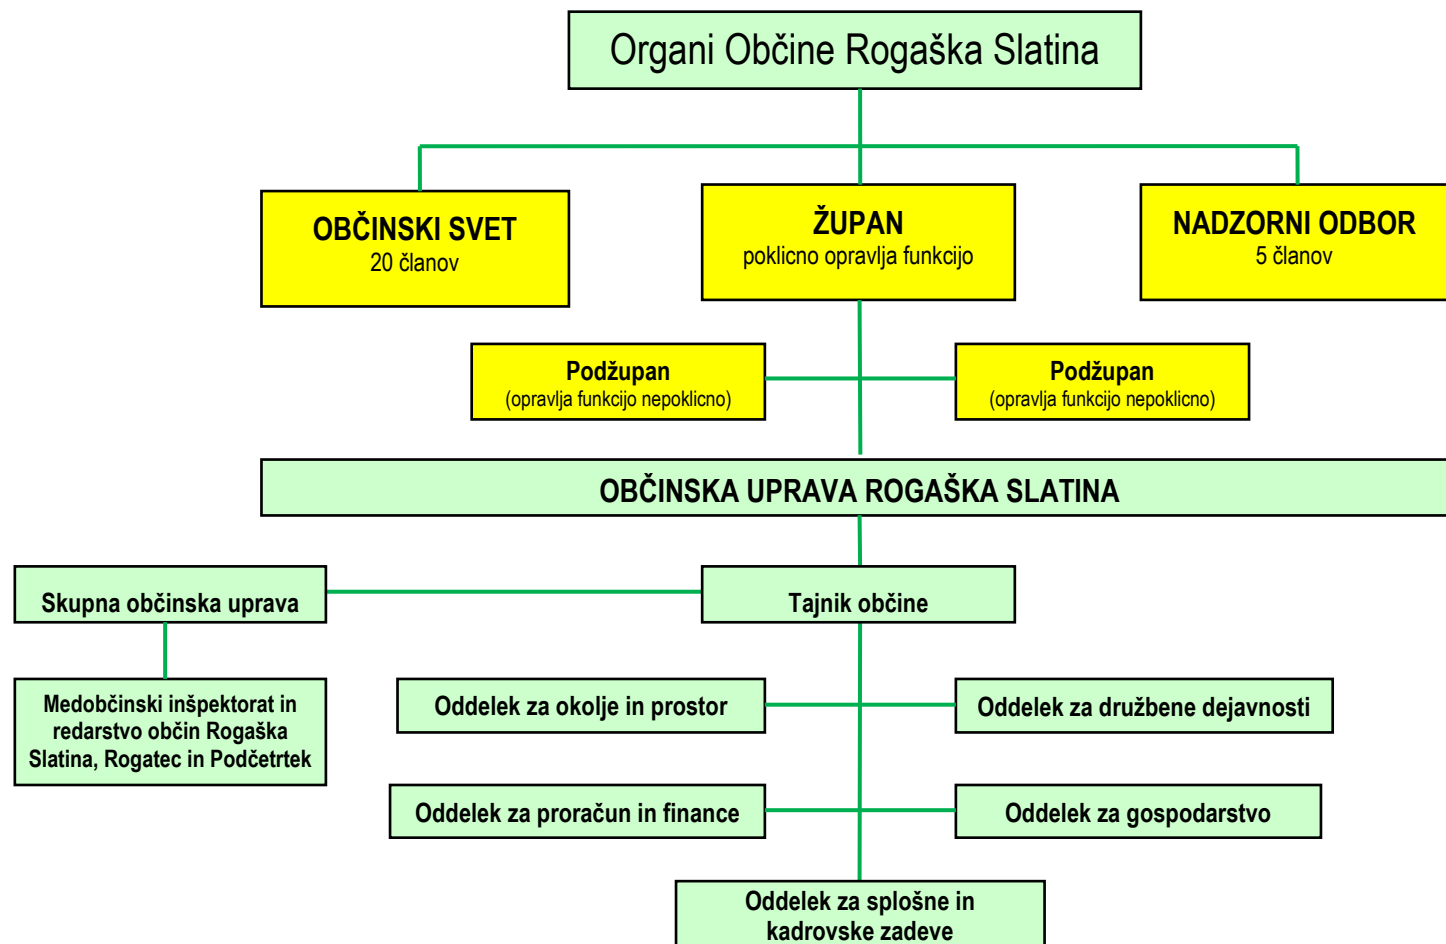 Organi Občine Rogaška Slatina
OBČINSKI SVET
20 članov
ŽUPAN
poklicno opravlja funkcijo
NADZORNI ODBOR
5 članov
Podžupan
(opravlja funkcijo nepoklicno)
Podžupan
(opravlja funkcijo nepoklicno)
OBČINSKA UPRAVA ROGAŠKA SLATINA
Skupna občinska uprava
Tajnik občine
Medobčinski inšpektorat in
redarstvo občin Rogaška
Slatina, Rogatec in Podčetrtek
Oddelek za okolje in prostor
Oddelek za družbene dejavnosti
Oddelek za proračun in finance
Oddelek za gospodarstvo
Oddelek za splošne in
kadrovske zadeve